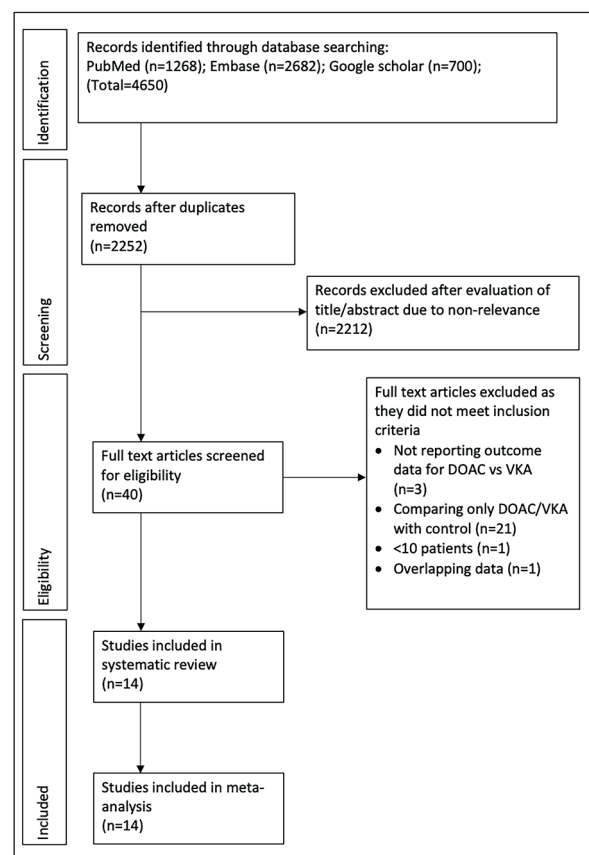 Identification
Records identified through database searching:
PubMed (n=1268); Embase (n=2682); Google scholar (n=700);
(Total=4650)
Screening
Records after duplicates
removed
(n=2252)
Records excluded after evaluation of
title/abstract due to non-relevance
(n=2212)
Eligibility
Full text articles screened
for eligibility
(n=40)
Full text articles excluded as
they did not meet inclusion
criteria
• Not reporting outcome
data for DOAC vs VKA
(n=3)
• Comparing only DOAC/VKA
with control (n=21)
• <10 patients (n=1)
• Overlapping data (n=1)
Included
Studies included in
systematic review
(n=14)
Studies included in meta-
analysis
(n=14)